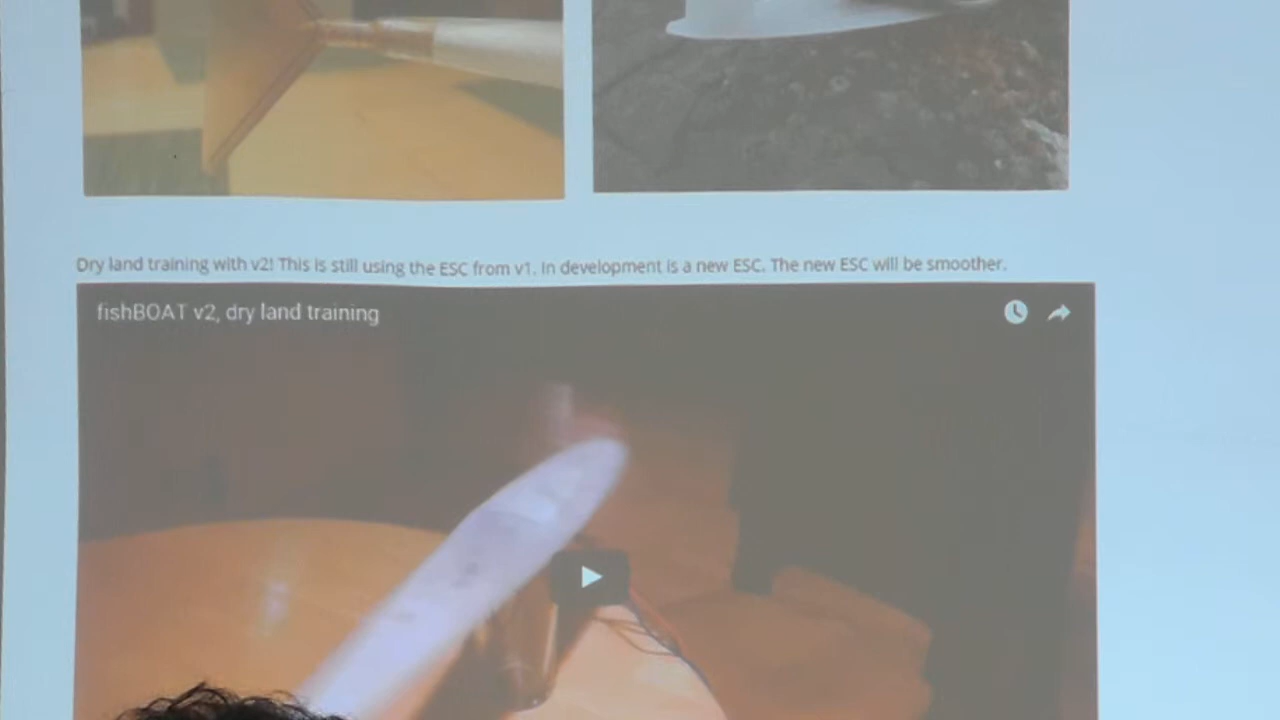 Dry land training with v2! This is still using the ESC from v1. In development is a new ESC. The new ESC will be smoother.
fishBOAT v2, dry land training